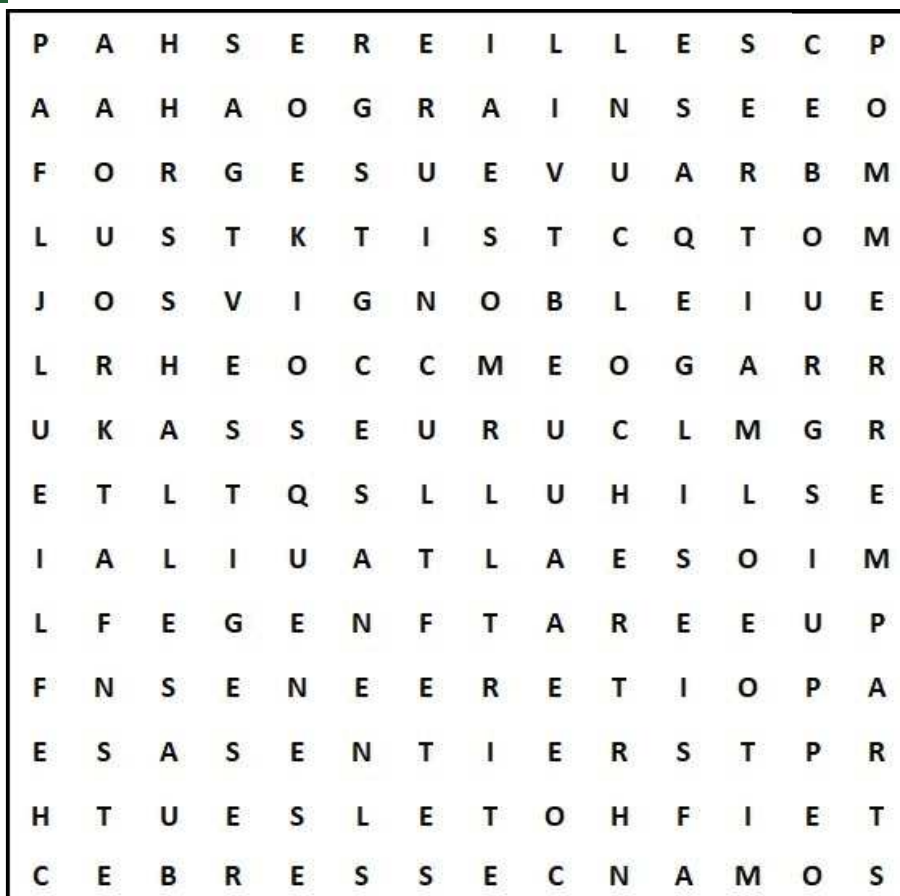 P A H S E R E I L L E S C P
A A H A O G R A I N S E E O
F O R G E S U E V U A R B M
L U S T K T I S T C Q T O M
J O S V I G N O B L E I U E
L R H E O C C M E O G A R R
U K A S S E U R U C L M G R
E T L T Q S L L U H I L S E
I A L I U A T L A E S O I M
L F E G E N F T A R E E U P
F N S E N E E R E T I O P A
E S A S E N T I E R S T P R
H T U E S L E T O H F I E T
C E B R E S S E C N A M O S